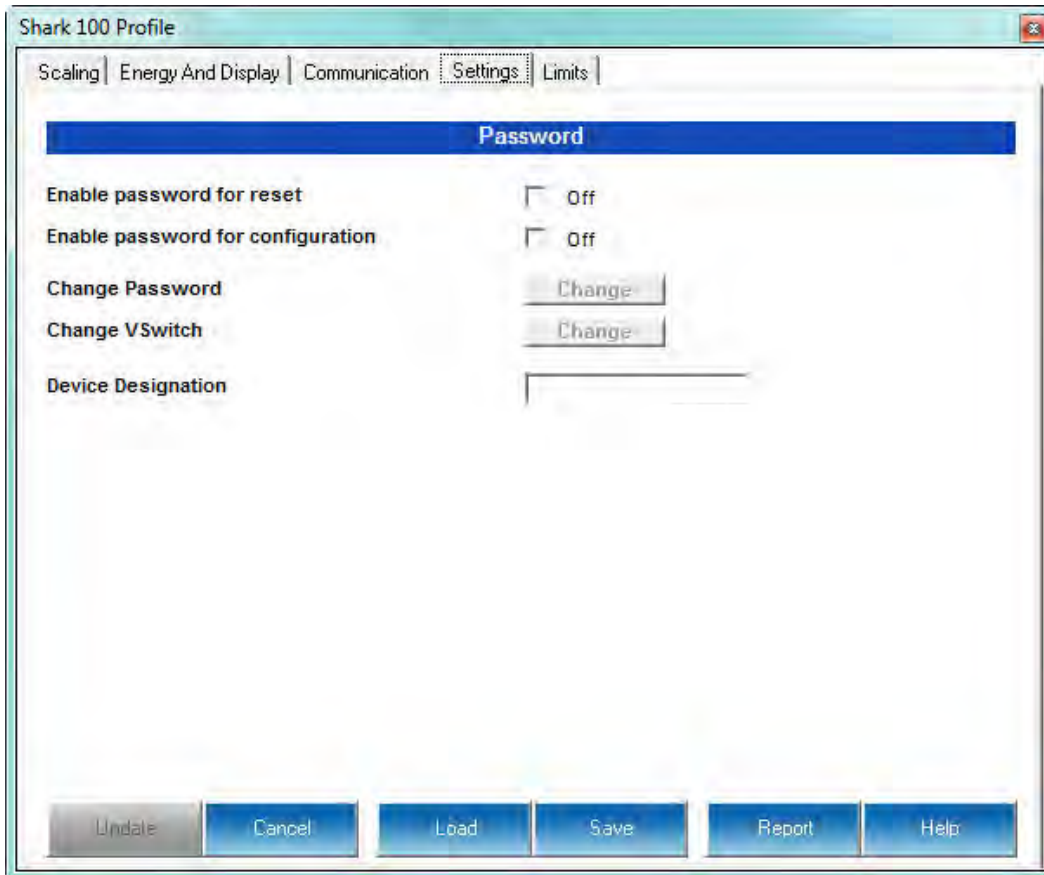 Shark 100 Profile
Scaling Energy And Display Communication Settings Limits
Password
Enable password for reset Off
Enable password for configuration Off
Change Password Change
Change VSwitch Change
Device Designation
Update Cancel Load Save Report Help